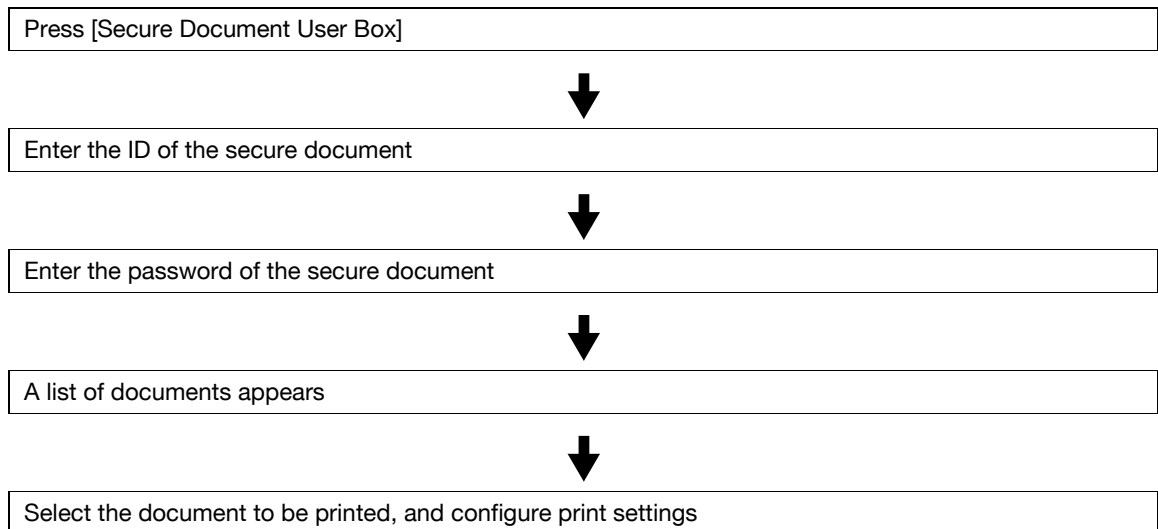 Press [Secure Document User Box]
Enter the ID of the secure document
Enter the password of the secure document
A list of documents appears
Select the document to be printed, and configure print settings